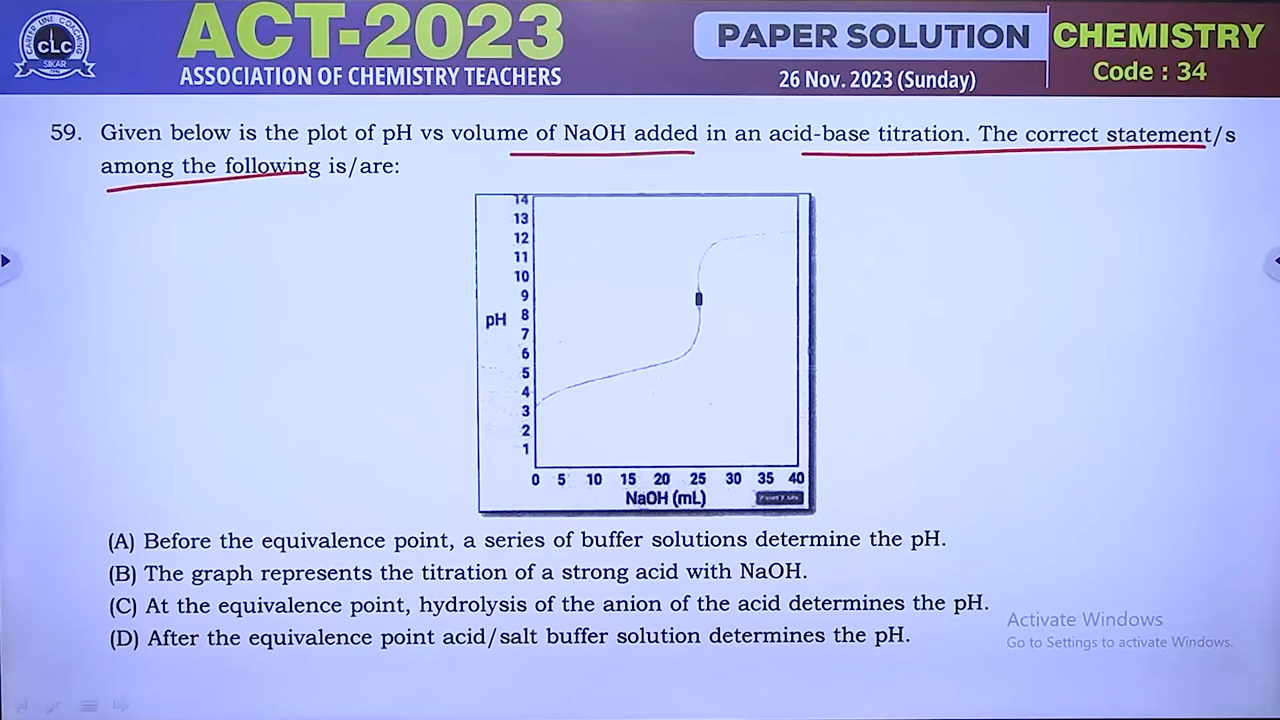 CAREER LINE COACHING
CLC
SIKAR
ACT-2023
ASSOCIATION OF CHEMISTRY TEACHERS
PAPER SOLUTION
26 Nov. 2023 (Sunday)
CHEMISTRY
Code : 34
59. Given below is the plot of pH vs volume of NaOH added in an acid-base titration. The correct statement/s
among the following is/are:
14
13
12
11
10
9
8
7
6
5
4
3
2
1
pH
0 5 10 15 20 25 30 35 40
NaOH (mL)
(A) Before the equivalence point, a series of buffer solutions determine the pH.
(B) The graph represents the titration of a strong acid with NaOH.
(C) At the equivalence point, hydrolysis of the anion of the acid determines the pH.
(D) After the equivalence point acid/salt buffer solution determines the pH.
Activate Windows
Go to Settings to activate Windows.